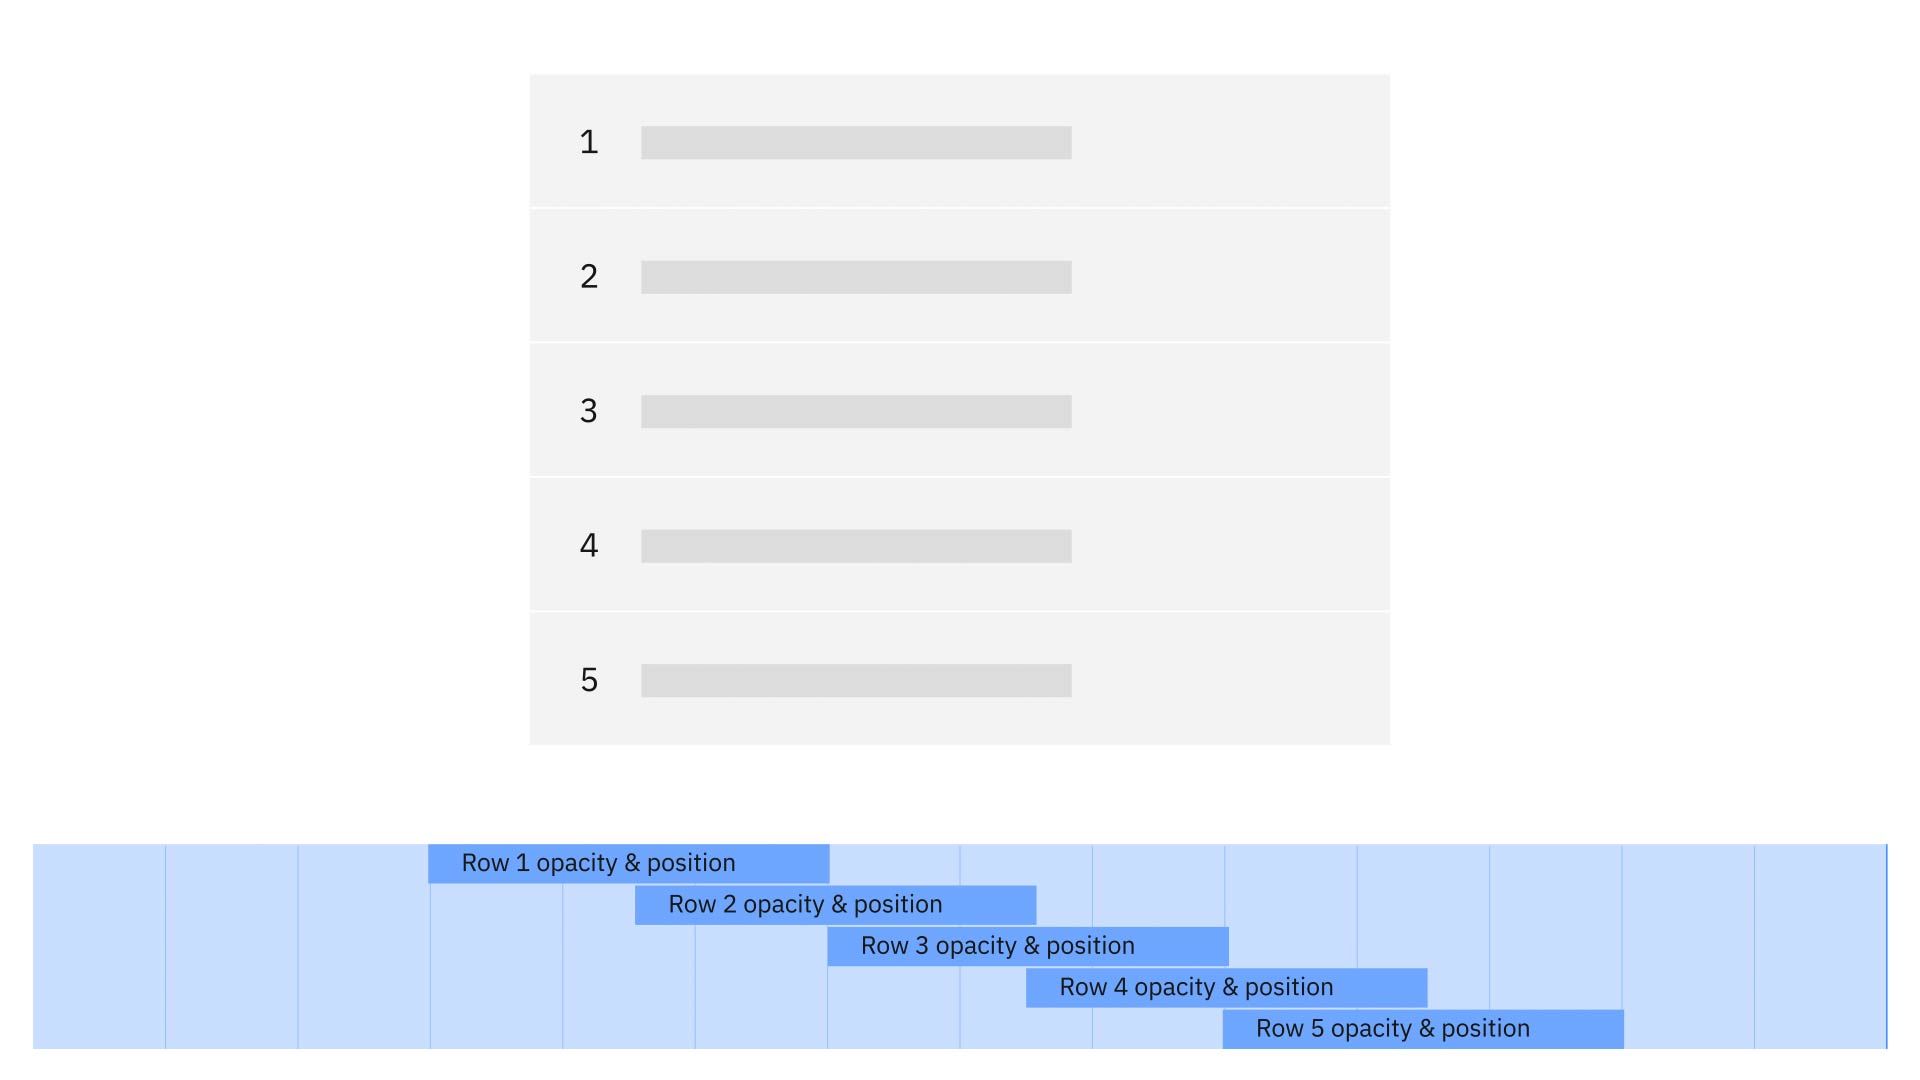 1
2
3
4
5
Row 1 opacity & position
Row 2 opacity & position
Row 3 opacity & position
Row 4 opacity & position
Row 5 opacity & position